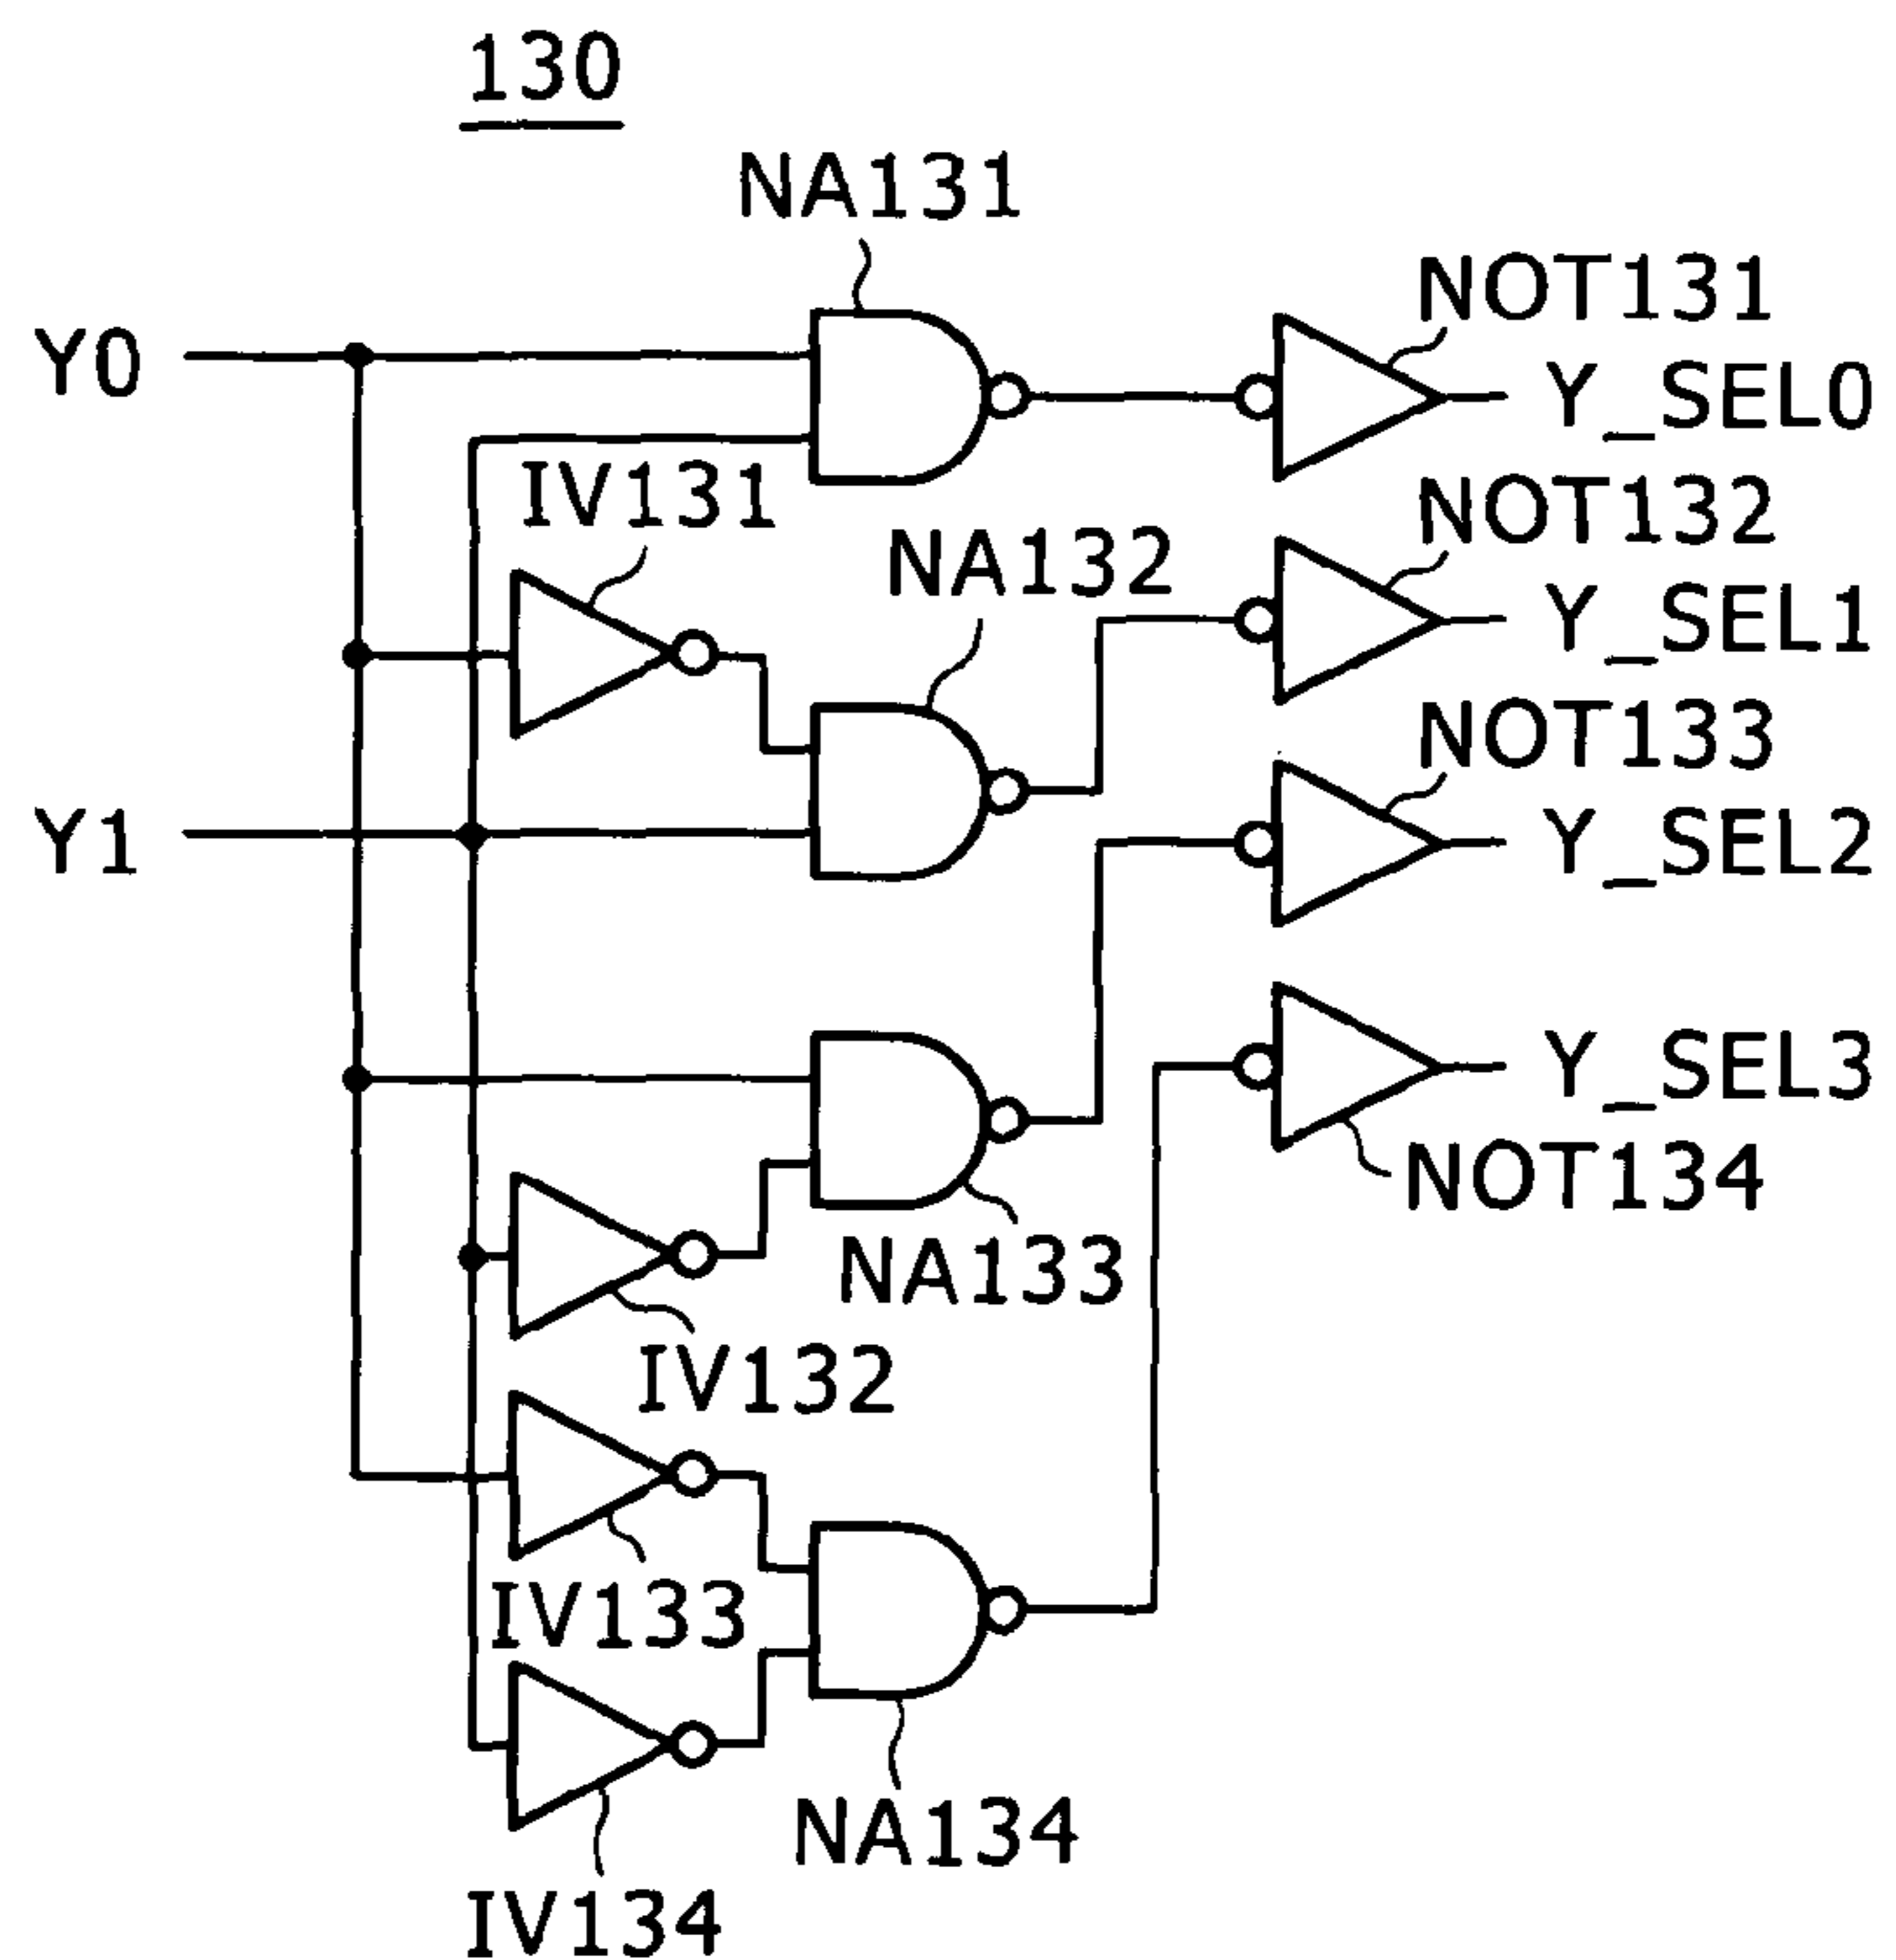 130
NA131
NOT131
Y0
Y_SEL0
IV131
NOT132
NA132
Y_SEL1
NOT133
Y1
Y_SEL2
Y_SEL3
NOT134
NA133
IV132
IV133
NA134
IV134